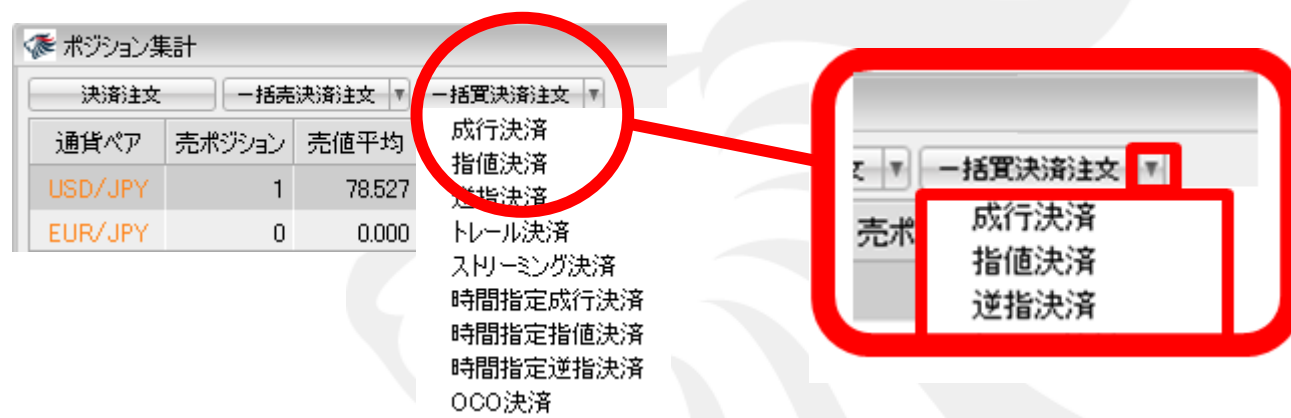 ポジション集計
決済注文 一括売決済注文 ▼ 一括買決済注文 ▼
通貨ペア 売ポジション 売値平均
USD/JPY 1 78.527
EUR/JPY 0 0.000
成行決済
指値決済
逆指決済
トレール決済
ストリーミング決済
時間指定成行決済
時間指定指値決済
時間指定逆指決済
OCO決済
文 ▼ 一括買決済注文 ▼
売ポ
成行決済
指値決済
逆指決済